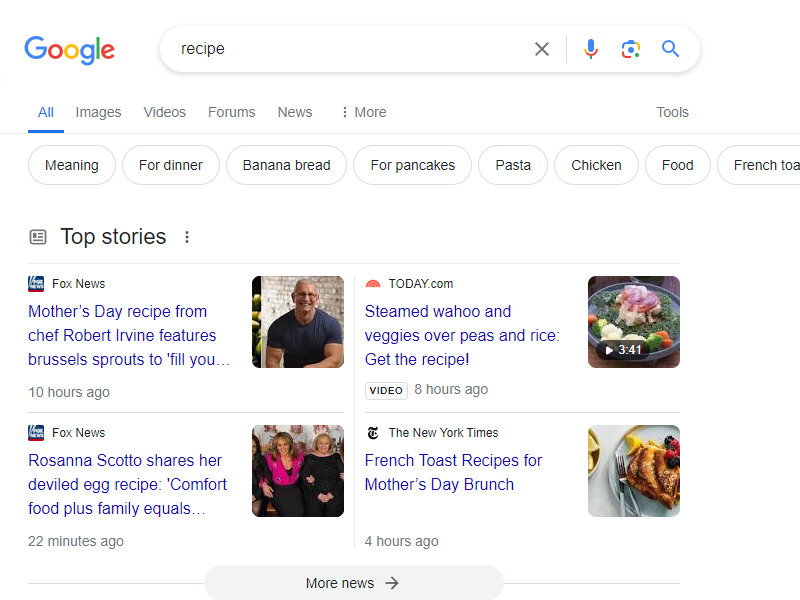 Google
recipe
All Images Videos Forums News More Tools
Meaning For dinner Banana bread For pancakes Pasta Chicken Food French toa
Top stories
Fox News
Mother’s Day recipe from
chef Robert Irvine features
brussels sprouts to 'fill you…
10 hours ago
TODAY.com
Steamed wahoo and
veggies over peas and rice:
Get the recipe!
3:41
VIDEO 8 hours ago
Fox News
Rosanna Scotto shares her
deviled egg recipe: 'Comfort
food plus family equals…
22 minutes ago
The New York Times
French Toast Recipes for
Mother’s Day Brunch
4 hours ago
More news